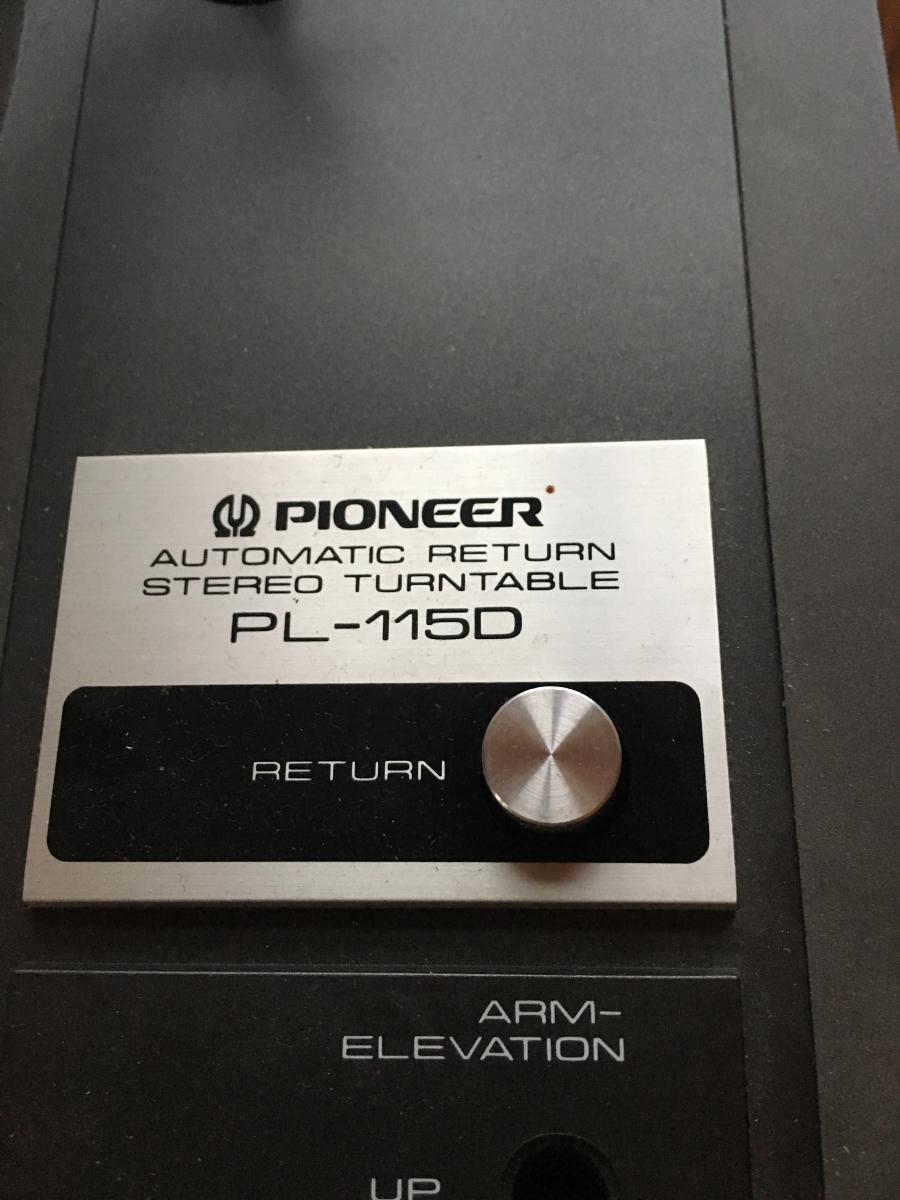 PIONEER
AUTOMATIC RETURN
STEREO TURNTABLE
PL-115D
RETURN
ARM-
ELEVATION
UP